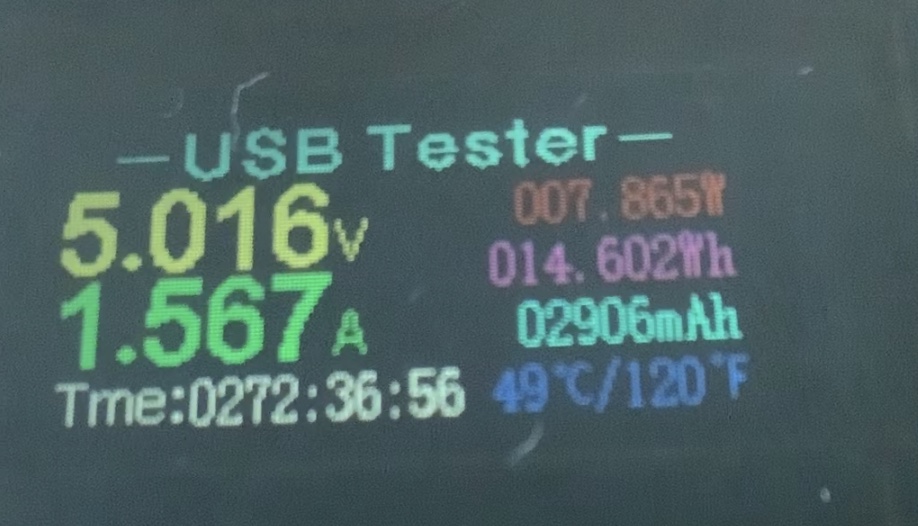 —USB Tester—
5.016V
1.567A
Tme:0272:36:56
007.865W
014.602Wh
02906mAh
49°C/120°F